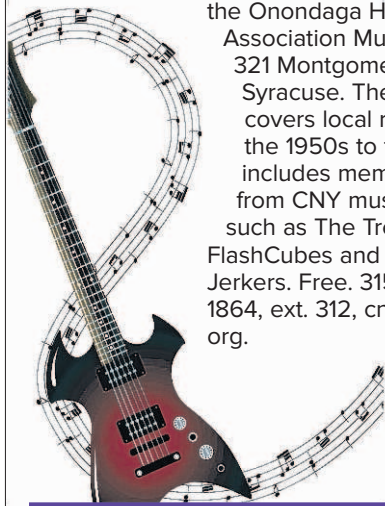 the Onondaga H
Association Mu
321 Montgome
Syracuse. The
covers local
the 1950s to
includes mem
from CNY mus
such as The Tr
FlashCubes and
Jerkers. Free. 315
1864, ext. 312, cn
org.